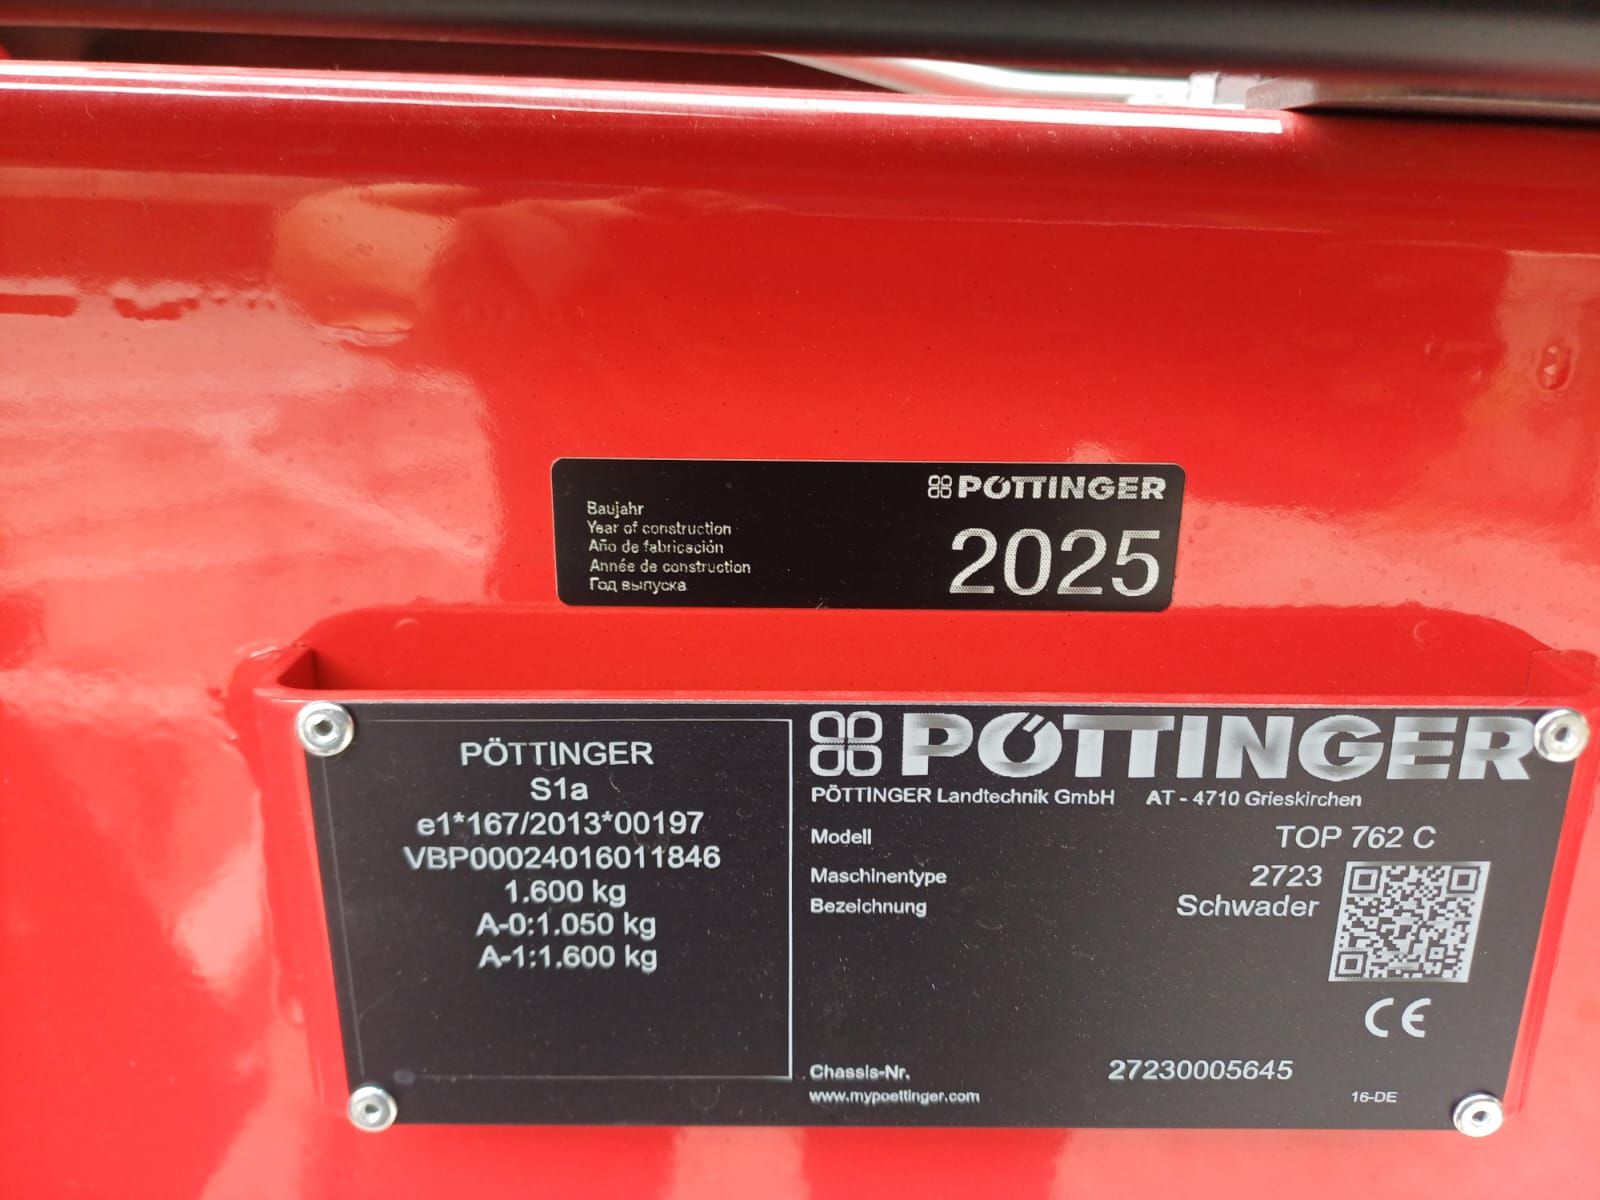 PÖTTINGER
Baujahr
Year of construction
Año de fabricación
Année de construction
Год выпуска
2025
PÖTTINGER
S1a
e1*167/2013*00197
VBP00024016011846
1.600 kg
A-0:1.050 kg
A-1:1.600 kg
PÖTTINGER
PÖTTINGER Landtechnik GmbH AT - 4710 Grieskirchen
Modell TOP 762 C
Maschinentype 2723
Bezeichnung Schwader
CE
Chassis-Nr. 27230005645
www.mypoettinger.com 16-DE